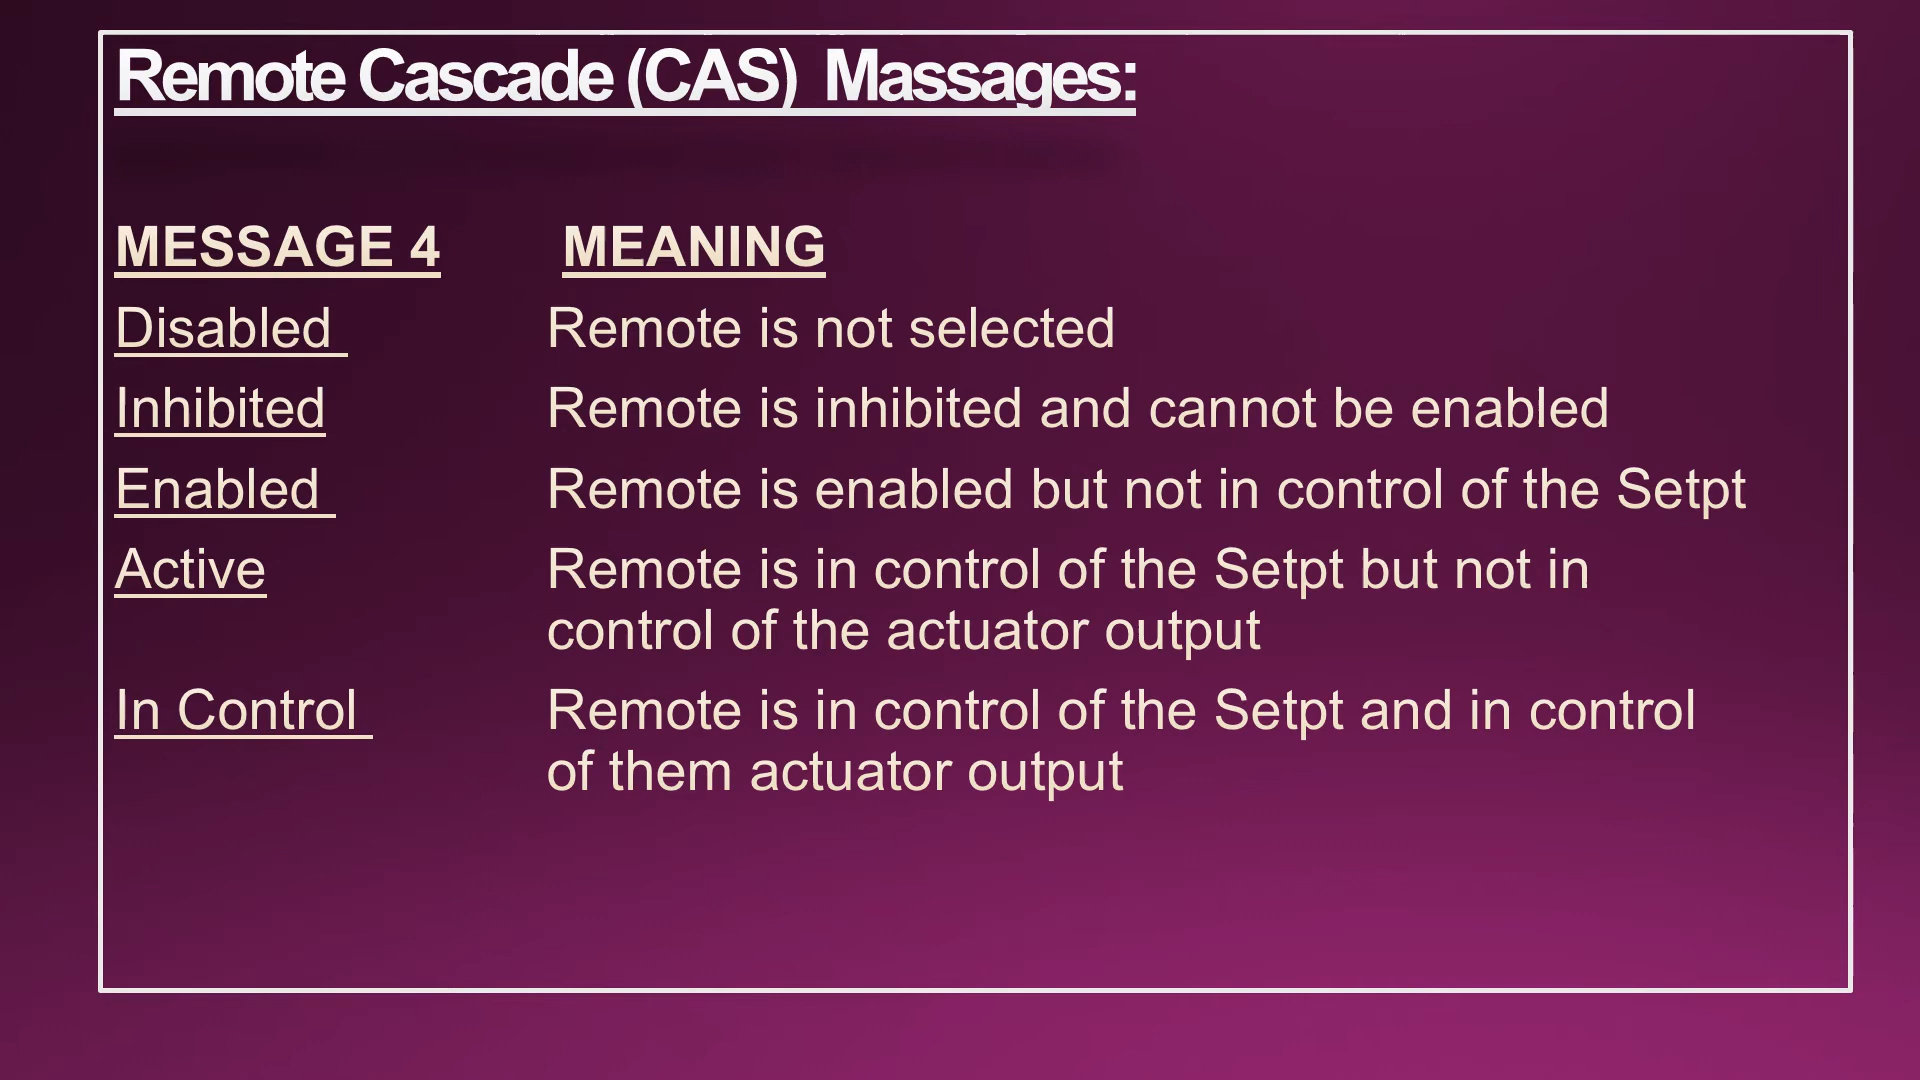 Remote Cascade (CAS)  Massages:
MESSAGE 4 MEANING
Disabled Remote is not selected
Inhibited Remote is inhibited and cannot be enabled
Enabled Remote is enabled but not in control of the Setpt
Active Remote is in control of the Setpt but not in
control of the actuator output
In Control Remote is in control of the Setpt and in control
of them actuator output